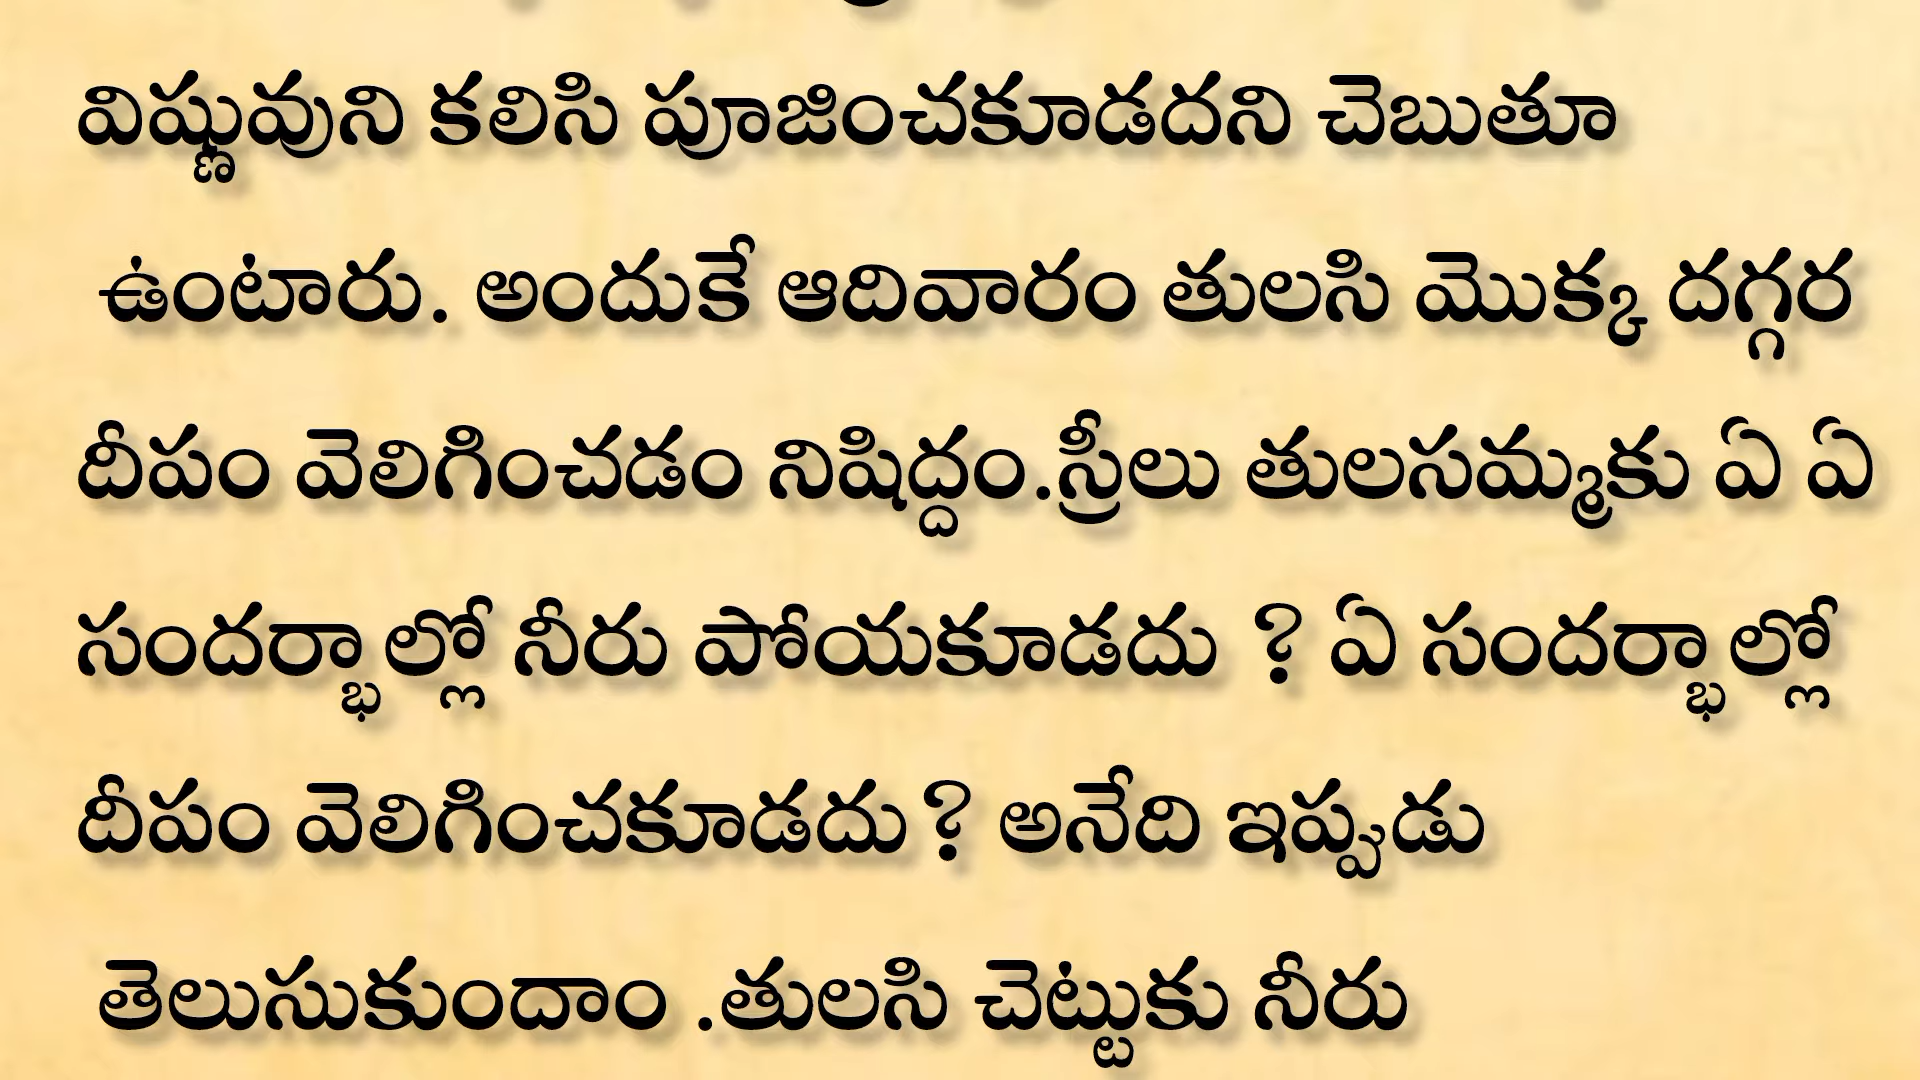 విష్ణువుని కలిసి పూజించకూడదని చెబుతూ
ఉంటారు. అందుకే ఆదివారం తులసి మొక్క దగ్గర
దీపం వెలిగించడం నిషిద్దం.స్త్రీలు తులసమ్మకు ఏ ఏ
సందర్భాల్లో నీరు పోయకూడదు ? ఏ సందర్భాల్లో
దీపం వెలిగించకూడదు? అనేది ఇప్పుడు
తెలుసుకుందాం .తులసి చెట్టుకు నీరు